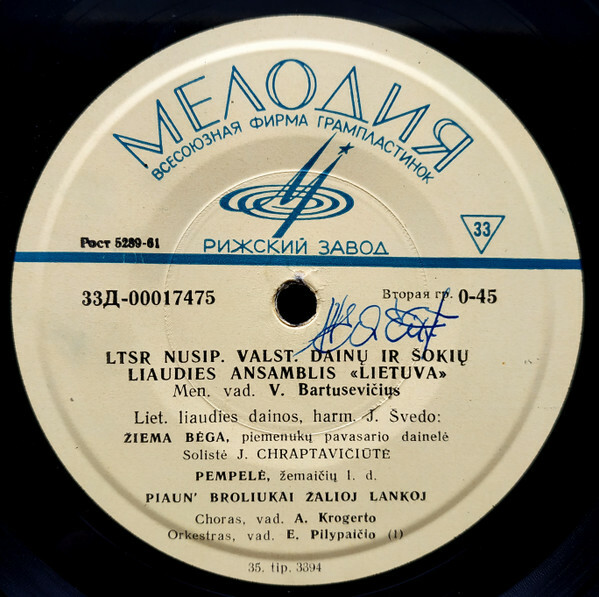 МЕЛОДИЯ
ВСЕСОЮЗНАЯ ФИРМА ГРАМПЛАСТИНОК
33
Рост 5289-61
РИЖСКИЙ ЗАВОД
33Д-00017475
Вторая гр. 0-45
LTSR NUSIP. VALST. DAINŲ IR ŠOKIŲ
LIAUDIES ANSAMBLIS «LIETUVA»
Men. vad. V. Bartusevičius
Liet. liaudies dainos, harm. J. Švedo:
ŽIEMA BĖGA, piemenukų pavasario dainelė
Solistė J. CHRAPTAVIČIŪTĖ
PEMPELĖ, žemaičių l. d.
PIAUN' BROLIUKAI ŽALIOJ LANKOJ
Choras, vad. A. Krogerto
Orkestras, vad. E. Pilypaičio (1)
35. tip. 3394